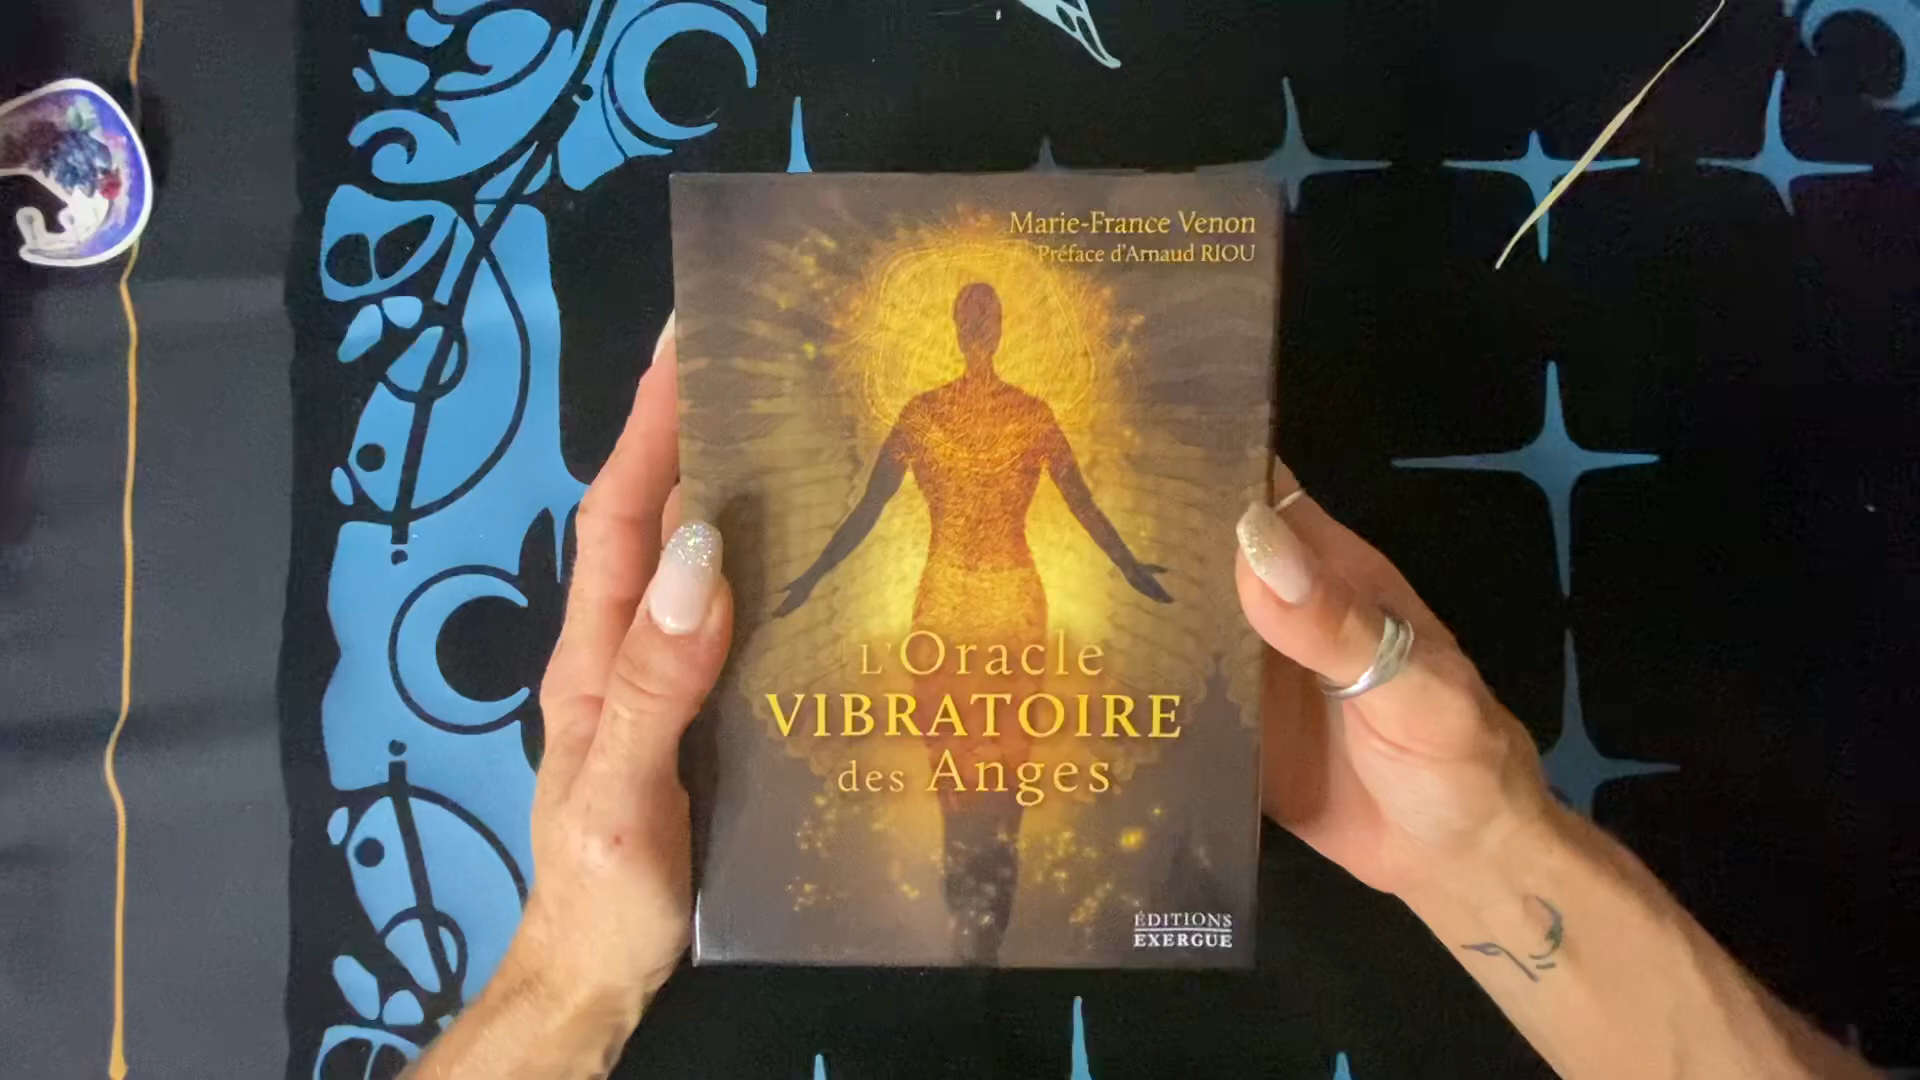 Marie-France Venon
Préface d'Arnaud RIOU
L'Oracle
VIBRATOIRE
des Anges
ÉDITIONS
EXERGUE